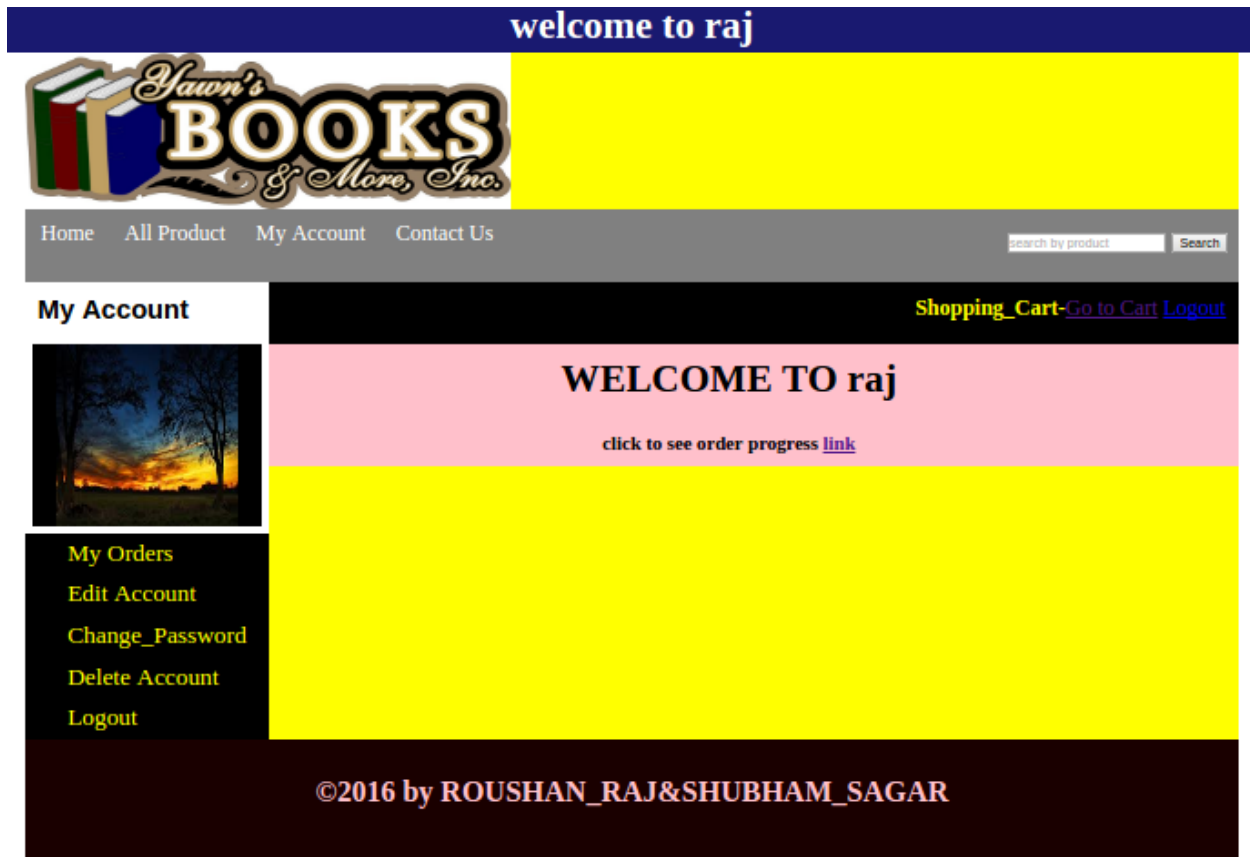 welcome to raj
Yawn's
BOOKS
& More, Inc.
Home All Product My Account Contact Us
search by product Search
My Account
Shopping_Cart-Go to Cart Logout
WELCOME TO raj
click to see order progress link
My Orders
Edit Account
Change_Password
Delete Account
Logout
©2016 by ROUSHAN_RAJ&SHUBHAM_SAGAR